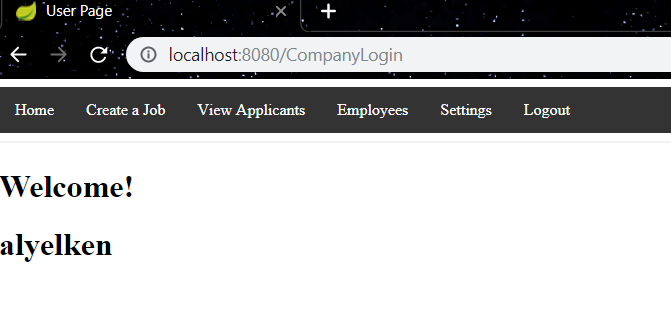 User Page
localhost:8080/CompanyLogin
Home Create a Job View Applicants Employees Settings Logout
Welcome!
alyelken